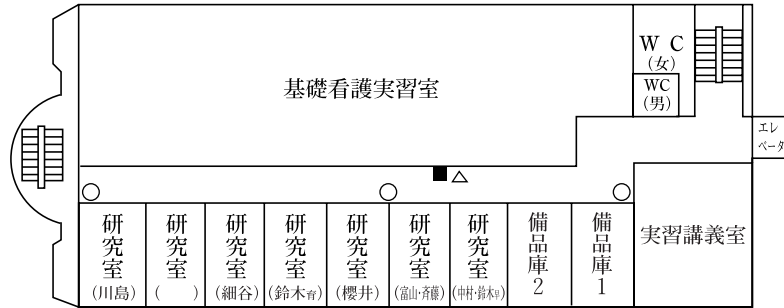 基礎看護実習室
W C
(女)
WC
(男)
エレ
ベータ
研究室
(川島)
研究室
(　　)
研究室
(細谷)
研究室
(鈴木育)
研究室
(櫻井)
研究室
(富山・斉藤)
研究室
(中村・鈴木早)
備品庫2
備品庫1
実習講義室